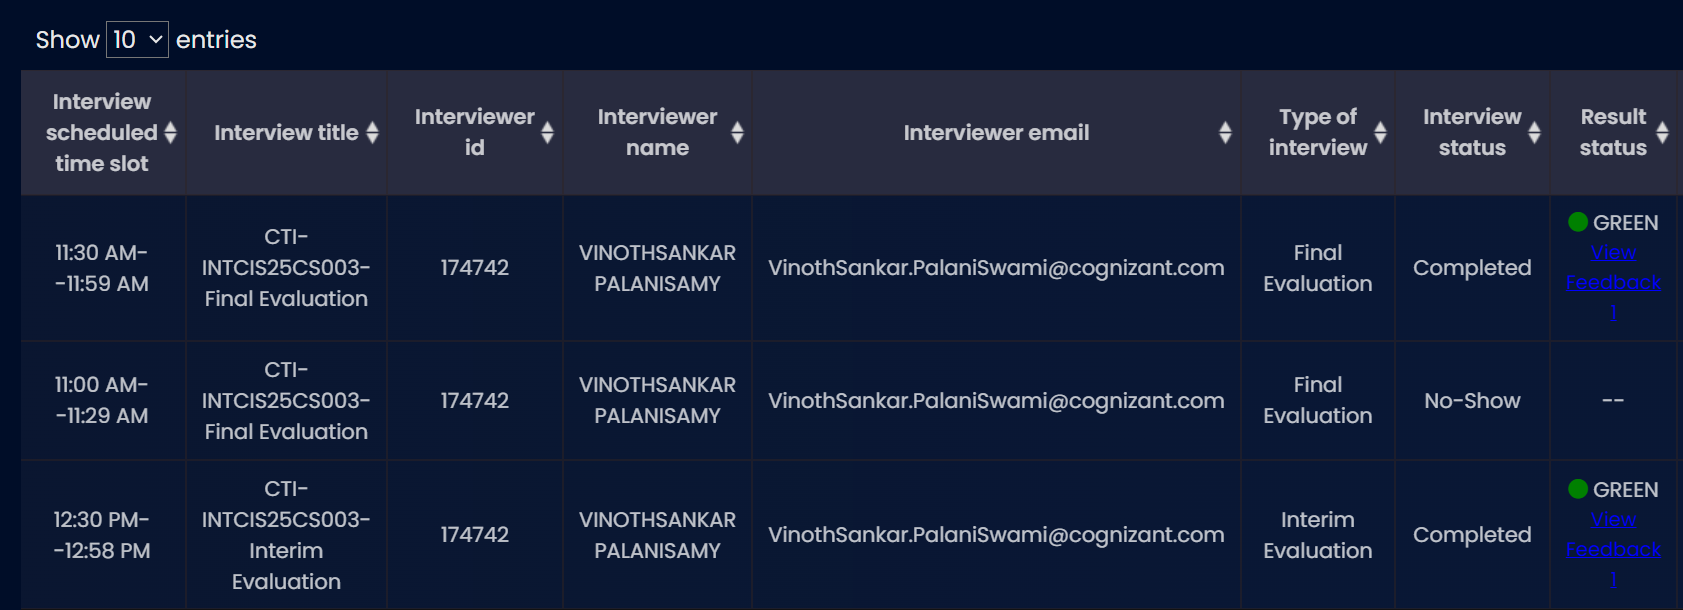 Show 10 entries
Interview scheduled time slot
Interview title
Interviewer id
Interviewer name
Interviewer email
Type of interview
Interview status
Result status
11:30 AM-
-11:59 AM
CTI-
INTCIS25CS003-
Final Evaluation
174742
VINOTHSANKAR
PALANISAMY
VinothSankar.PalaniSwami@cognizant.com
Final
Evaluation
Completed
GREEN
View
Feedback
1
11:00 AM-
-11:29 AM
CTI-
INTCIS25CS003-
Final Evaluation
174742
VINOTHSANKAR
PALANISAMY
VinothSankar.PalaniSwami@cognizant.com
Final
Evaluation
No-Show
--
12:30 PM-
-12:58 PM
CTI-
INTCIS25CS003-
Interim
Evaluation
174742
VINOTHSANKAR
PALANISAMY
VinothSankar.PalaniSwami@cognizant.com
Interim
Evaluation
Completed
GREEN
View
Feedback
1